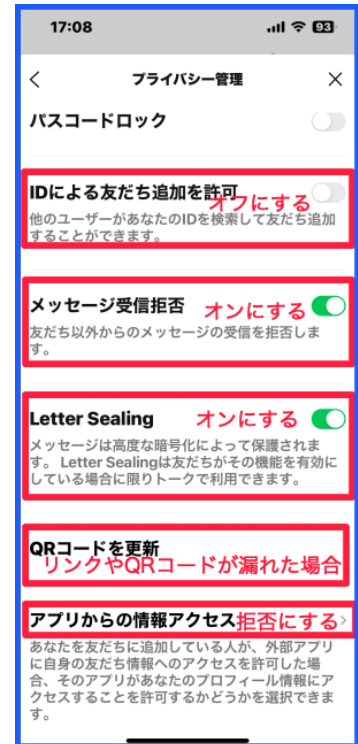 17:08 93
プライバシー管理
パスコードロック
IDによる友だち追加を許可
オフにする
他のユーザーがあなたのIDを検索して友だち追加
することができます。
メッセージ受信拒否 オンにする
友だち以外からのメッセージの受信を拒否しま
す。
Letter Sealing オンにする
メッセージは高度な暗号化によって保護されま
す。 Letter Sealingは友だちがその機能を有効に
している場合に限りトークで利用できます。
QRコードを更新
リンクやQRコードが漏れた場合
アプリからの情報アクセス 拒否にする
あなたを友だちに追加している人が、外部アプリ
に自身の友だち情報へのアクセスを許可した場
合、そのアプリがあなたのプロフィール情報にア
クセスすることを許可するかどうかを選択できま
す。